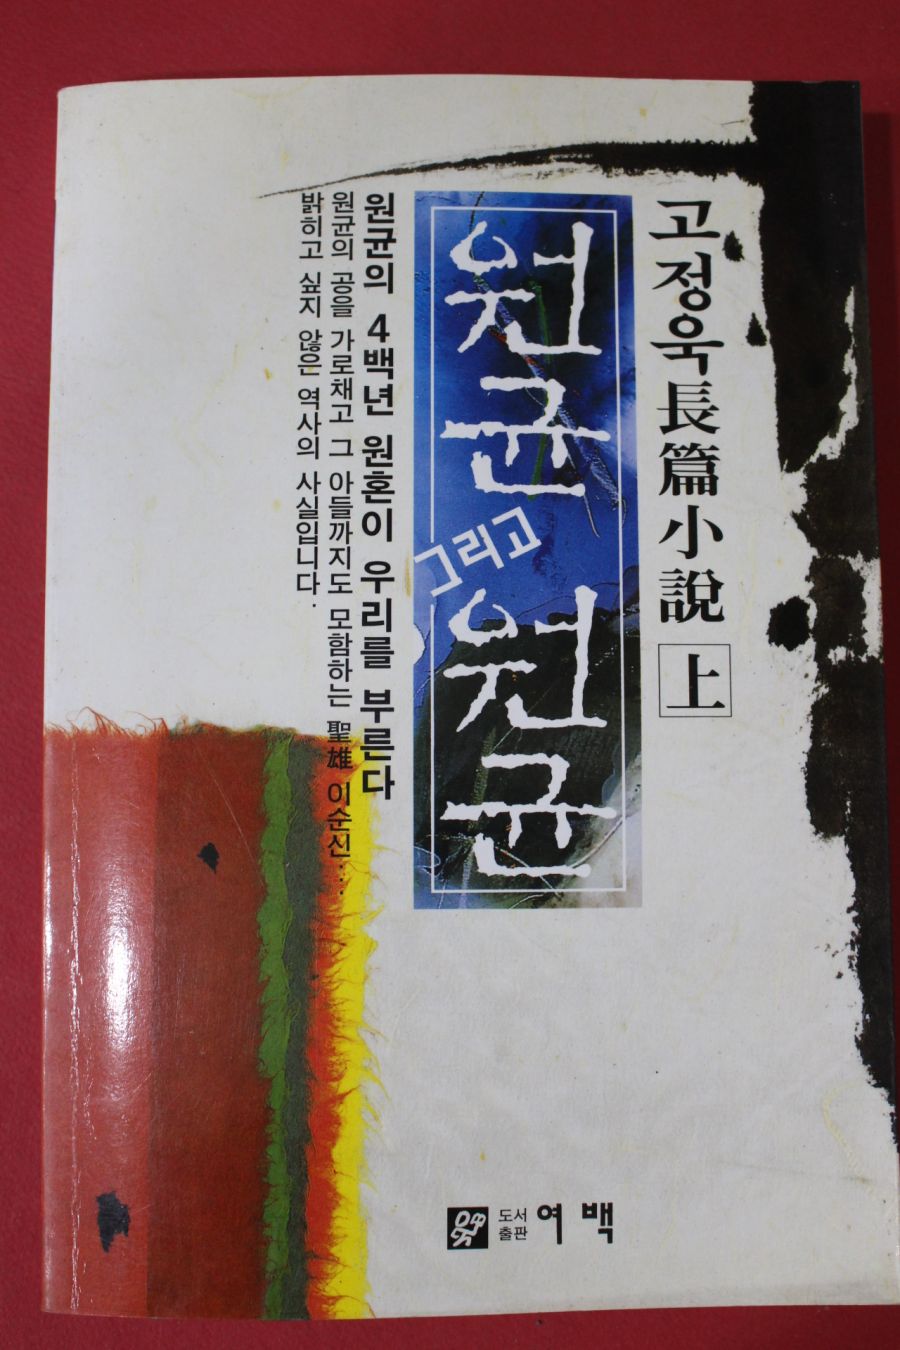 고정욱長篇小說 上
원균
그리고
원균
원균의 4백년 원혼이 우리를 부른다
원균의 공을 가로채고 그 아들까지도 모함하는 聖雄 이순신…
밝히고 싶지 않은 역사의 사실입니다.
도서
출판
여백